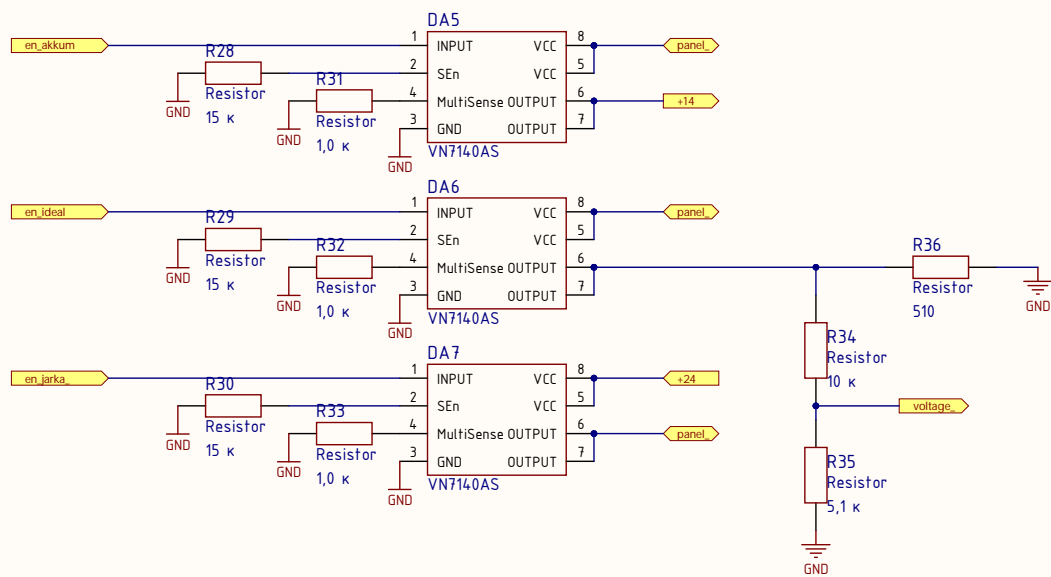 DA5
en_akkum
1
INPUT
VCC
8
panel_
R28
2
SEn
VCC
5
GND
Resistor
15 к
R31
4
MultiSense
OUTPUT
6
+14
GND
Resistor
1,0 к
3
GND
OUTPUT
7
GND
VN7140AS
DA6
en_ideal
1
INPUT
VCC
8
panel_
R29
2
SEn
VCC
5
GND
Resistor
15 к
R32
4
MultiSense
OUTPUT
6
R36
GND
Resistor
1,0 к
3
GND
OUTPUT
7
Resistor
510
GND
GND
VN7140AS
R34
Resistor
10 к
DA7
en_jarka_
1
INPUT
VCC
8
+24
R30
2
SEn
VCC
5
voltage_
GND
Resistor
15 к
R33
4
MultiSense
OUTPUT
6
panel_
GND
Resistor
1,0 к
3
GND
OUTPUT
7
GND
VN7140AS
R35
Resistor
5,1 к
GND